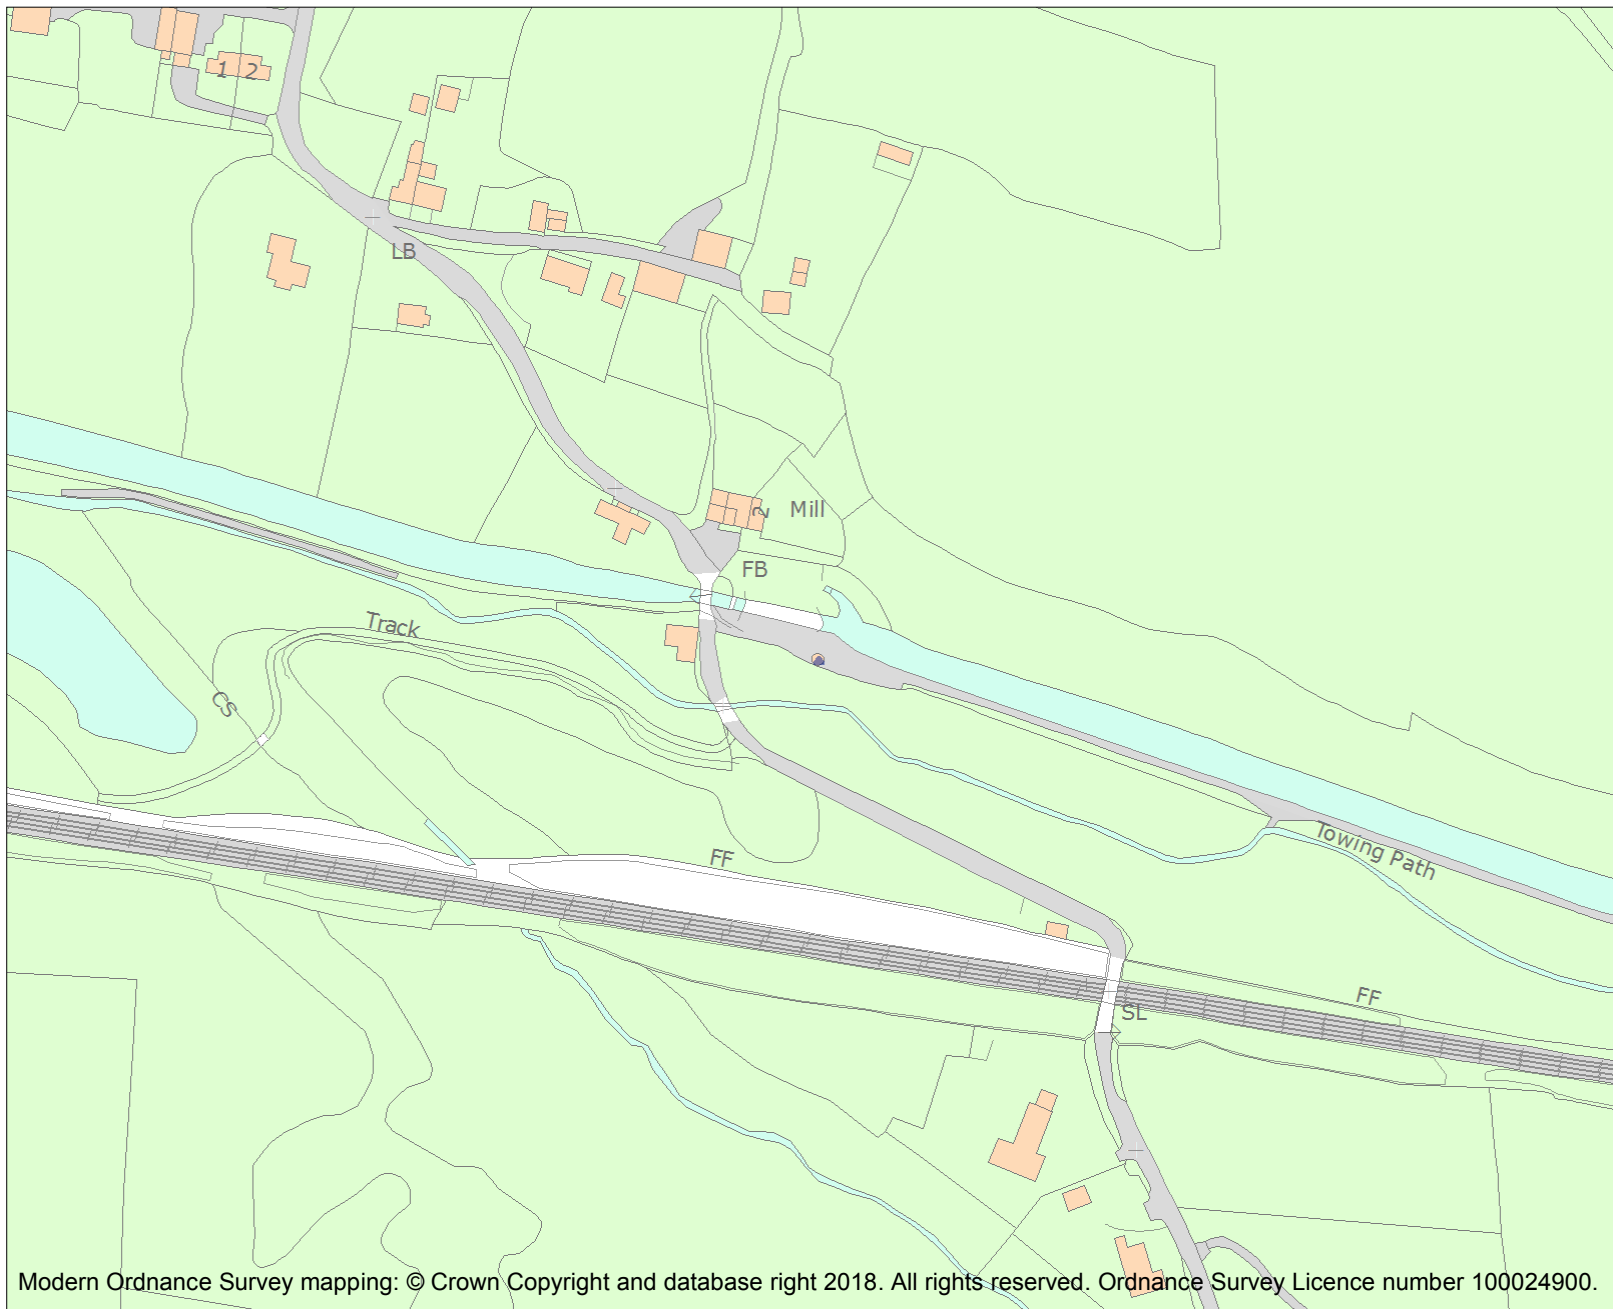 1 2
LB
2
Mill
FB
Track
CS
Towing Path
FF
FF
SL
Modern Ordnance Survey mapping: © Crown Copyright and database right 2018. All rights reserved. Ordnance Survey Licence number 100024900.